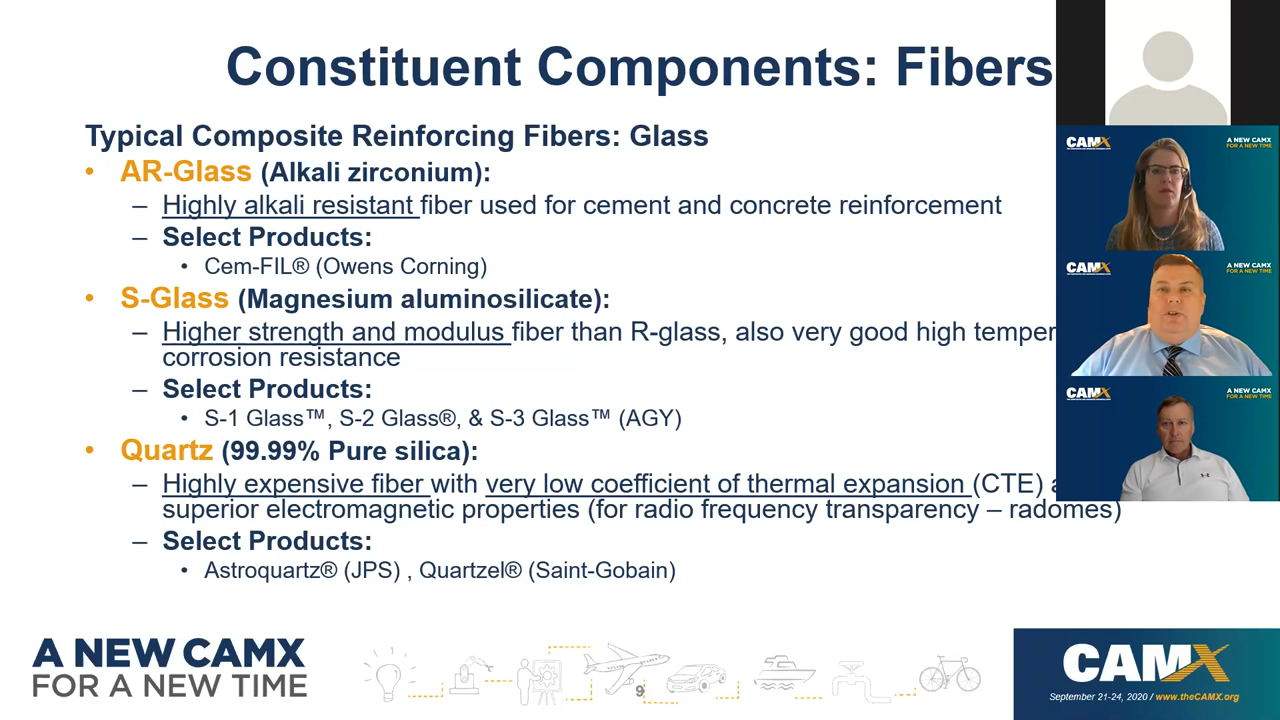 Constituent Components: Fibers
Typical Composite Reinforcing Fibers: Glass
• AR-Glass (Alkali zirconium):
– Highly alkali resistant fiber used for cement and concrete reinforcement
– Select Products:
• Cem-FIL® (Owens Corning)
• S-Glass (Magnesium aluminosilicate):
– Higher strength and modulus fiber than R-glass, also very good high temper
corrosion resistance
– Select Products:
• S-1 Glass™, S-2 Glass®, & S-3 Glass™ (AGY)
• Quartz (99.99% Pure silica):
– Highly expensive fiber with very low coefficient of thermal expansion (CTE)
superior electromagnetic properties (for radio frequency transparency – radomes)
– Select Products:
• Astroquartz® (JPS) , Quartzel® (Saint-Gobain)
CAMX
A NEW CAMX
FOR A NEW TIME
CAMX
A NEW CAMX
FOR A NEW TIME
CAMX
A NEW CAMX
FOR A NEW TIME
A NEW CAMX
FOR A NEW TIME
9
CAMX
September 21-24, 2020 / www.theCAMX.org